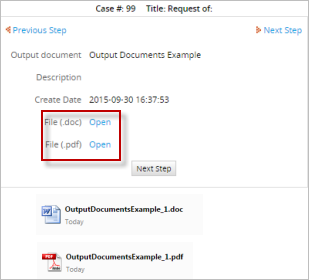 Case #: 99 Title: Request of:
Previous Step Next Step
Output document Output Documents Example
Description
Create Date 2015-09-30 16:37:53
File (.doc) Open
File (.pdf) Open
Next Step
OutputDocumentsExample_1.doc
Today
OutputDocumentsExample_1.pdf
Today